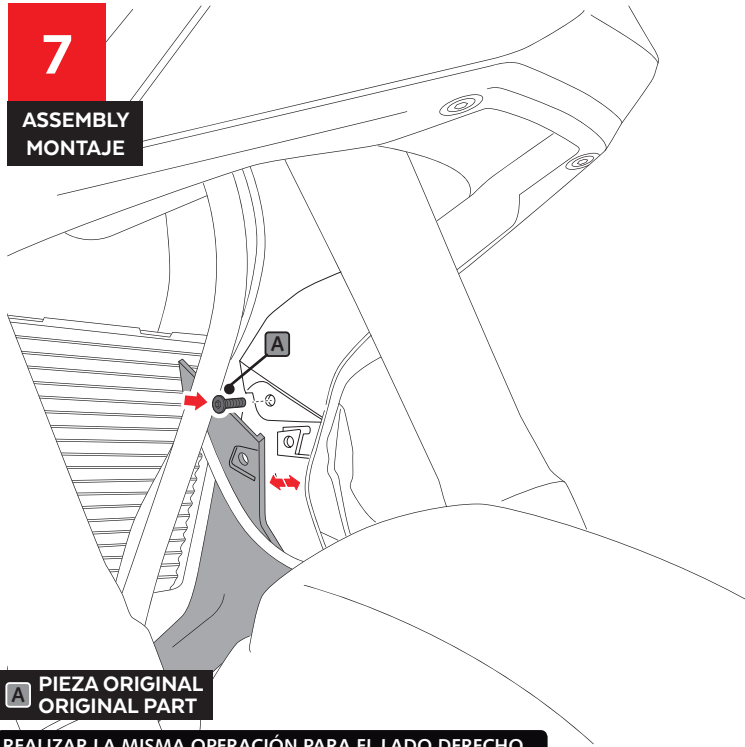 7
ASSEMBLY
MONTAJE
A
A PIEZA ORIGINAL
ORIGINAL PART
REALIZAR LA MISMA OPERACIÓN PARA EL LADO DERECHO